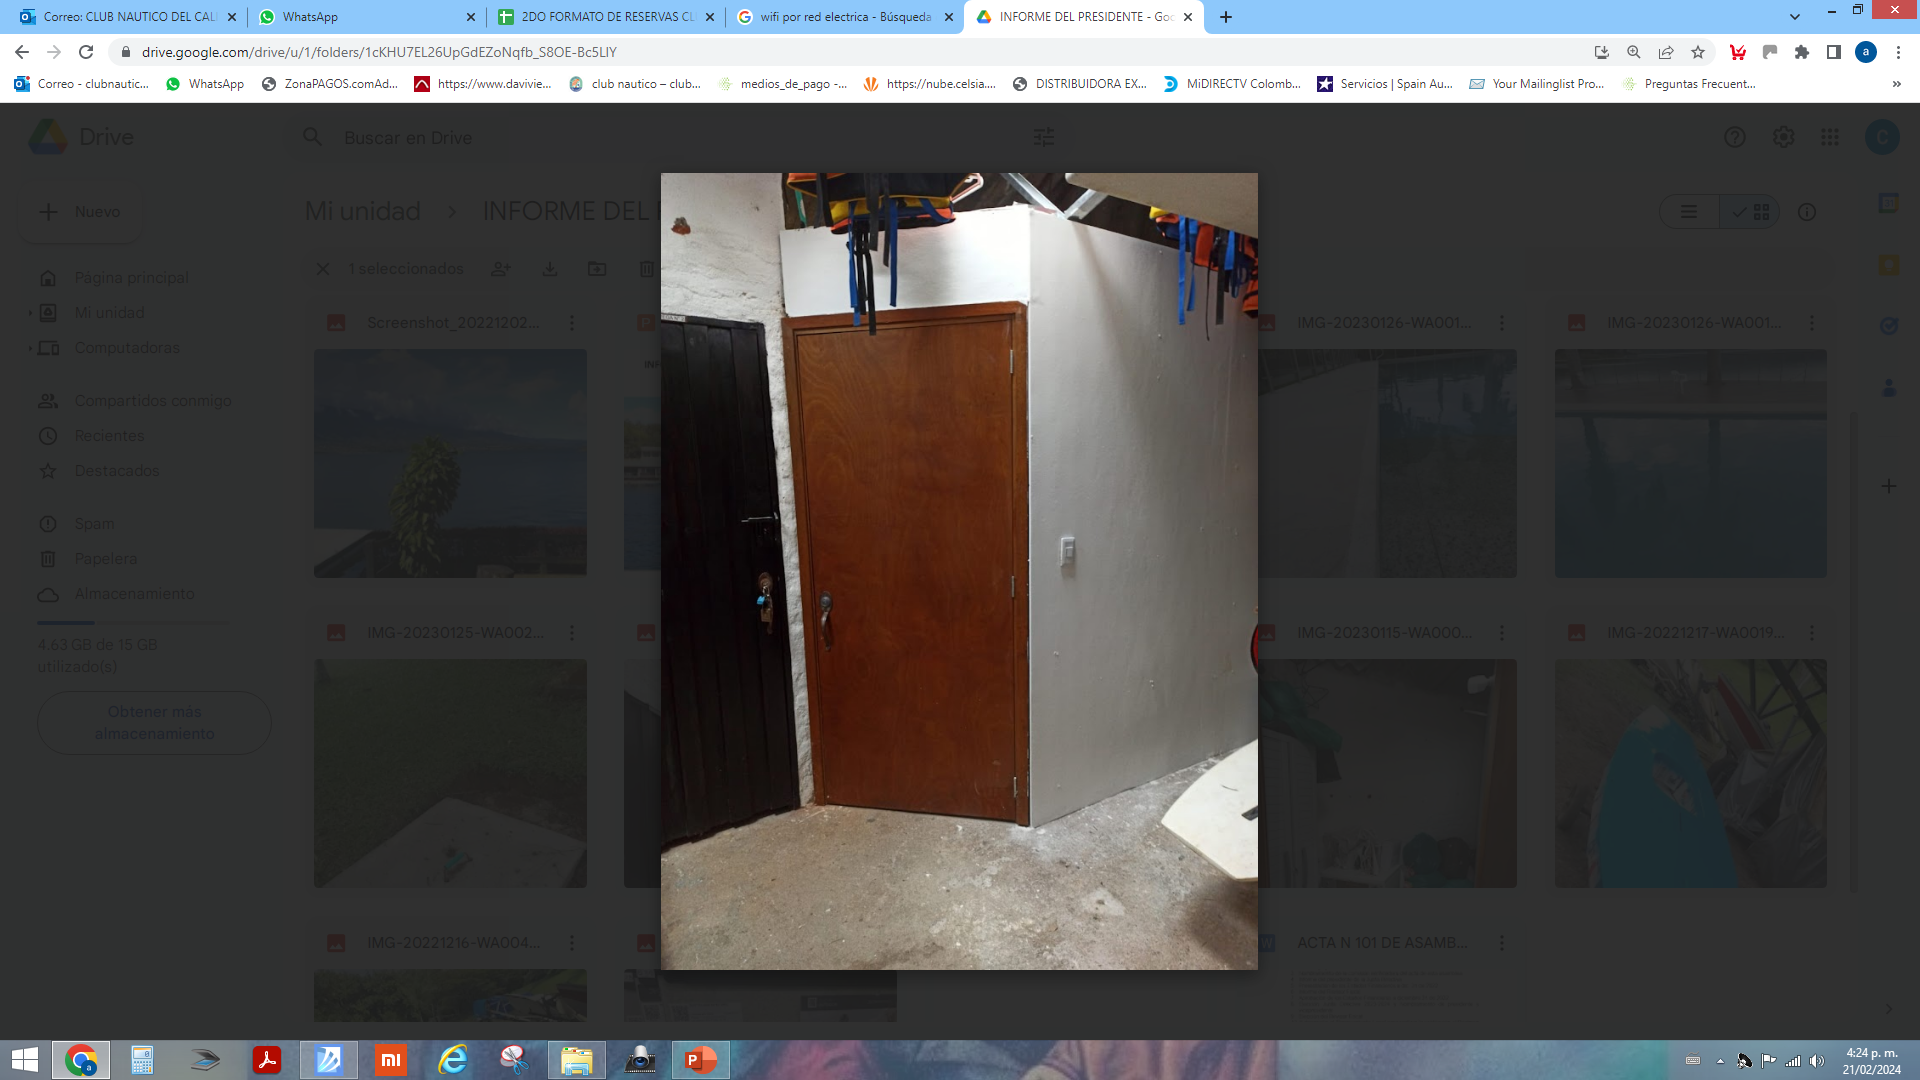 Correo: CLUB NAUTICO DEL CALI
WhatsApp
2DO FORMATO DE RESERVAS CL
wifi por red electrica - Búsqueda
INFORME DEL PRESIDENTE - Goo
drive.google.com/drive/u/1/folders/1cKHU7EL26UpGdEZoNqfb_S8OE-Bc5LIY
a
Correo - clubnautic...
WhatsApp
ZonaPAGOS.comAd...
https://www.davivie...
club nautico – club...
medios_de_pago -...
https://nube.celsia....
DISTRIBUIDORA EX...
MiDIRECTV Colomb...
Servicios | Spain Au...
Your Mailinglist Pro...
Preguntas Frecuent...
»
Drive
Buscar en Drive
C
Nuevo
Mi unidad > INFORME DEL
1 seleccionados
Página principal
Mi unidad
Computadoras
Compartidos conmigo
Recientes
Destacados
Spam
Papelera
Almacenamiento
4.63 GB de 15 GB
utilizado(s)
Obtener más
almacenamiento
Screenshot_20221202...
IMG-20230126-WA001...
IMG-20230126-WA001...
IMG-20230125-WA002...
IMG-20230115-WA000...
IMG-20221217-WA0019...
IMG-20221216-WA004...
ACTA N 101 DE ASAMB...
4:24 p. m.
21/02/2024